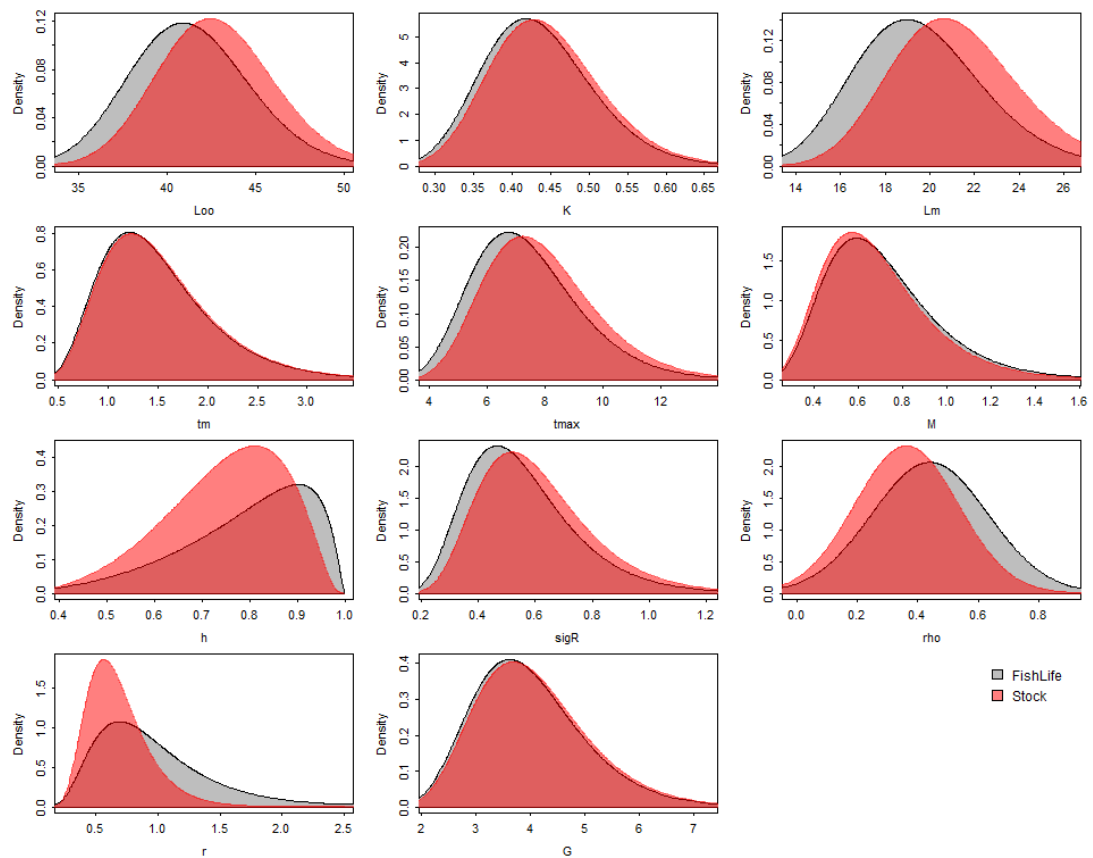 Density
0.00 0.04 0.08 0.12
35 40 45 50
Loo
Density
0 1 2 3 4 5
0.30 0.35 0.40 0.45 0.50 0.55 0.60 0.65
K
Density
0.00 0.04 0.08 0.12
14 16 18 20 22 24 26
Lm
Density
0.0 0.2 0.4 0.6 0.8
0.5 1.0 1.5 2.0 2.5 3.0
tm
Density
0.00 0.05 0.10 0.15 0.20
4 6 8 10 12
tmax
Density
0.0 0.5 1.0 1.5
0.4 0.6 0.8 1.0 1.2 1.4 1.6
M
Density
0.0 0.1 0.2 0.3 0.4
0.4 0.5 0.6 0.7 0.8 0.9 1.0
h
Density
0.0 0.5 1.0 1.5 2.0
0.2 0.4 0.6 0.8 1.0 1.2
sigR
Density
0.0 0.5 1.0 1.5 2.0
0.0 0.2 0.4 0.6 0.8
rho
Density
0.0 0.5 1.0 1.5
0.5 1.0 1.5 2.0 2.5
r
Density
0.0 0.1 0.2 0.3 0.4
2 3 4 5 6 7
G
FishLife
Stock